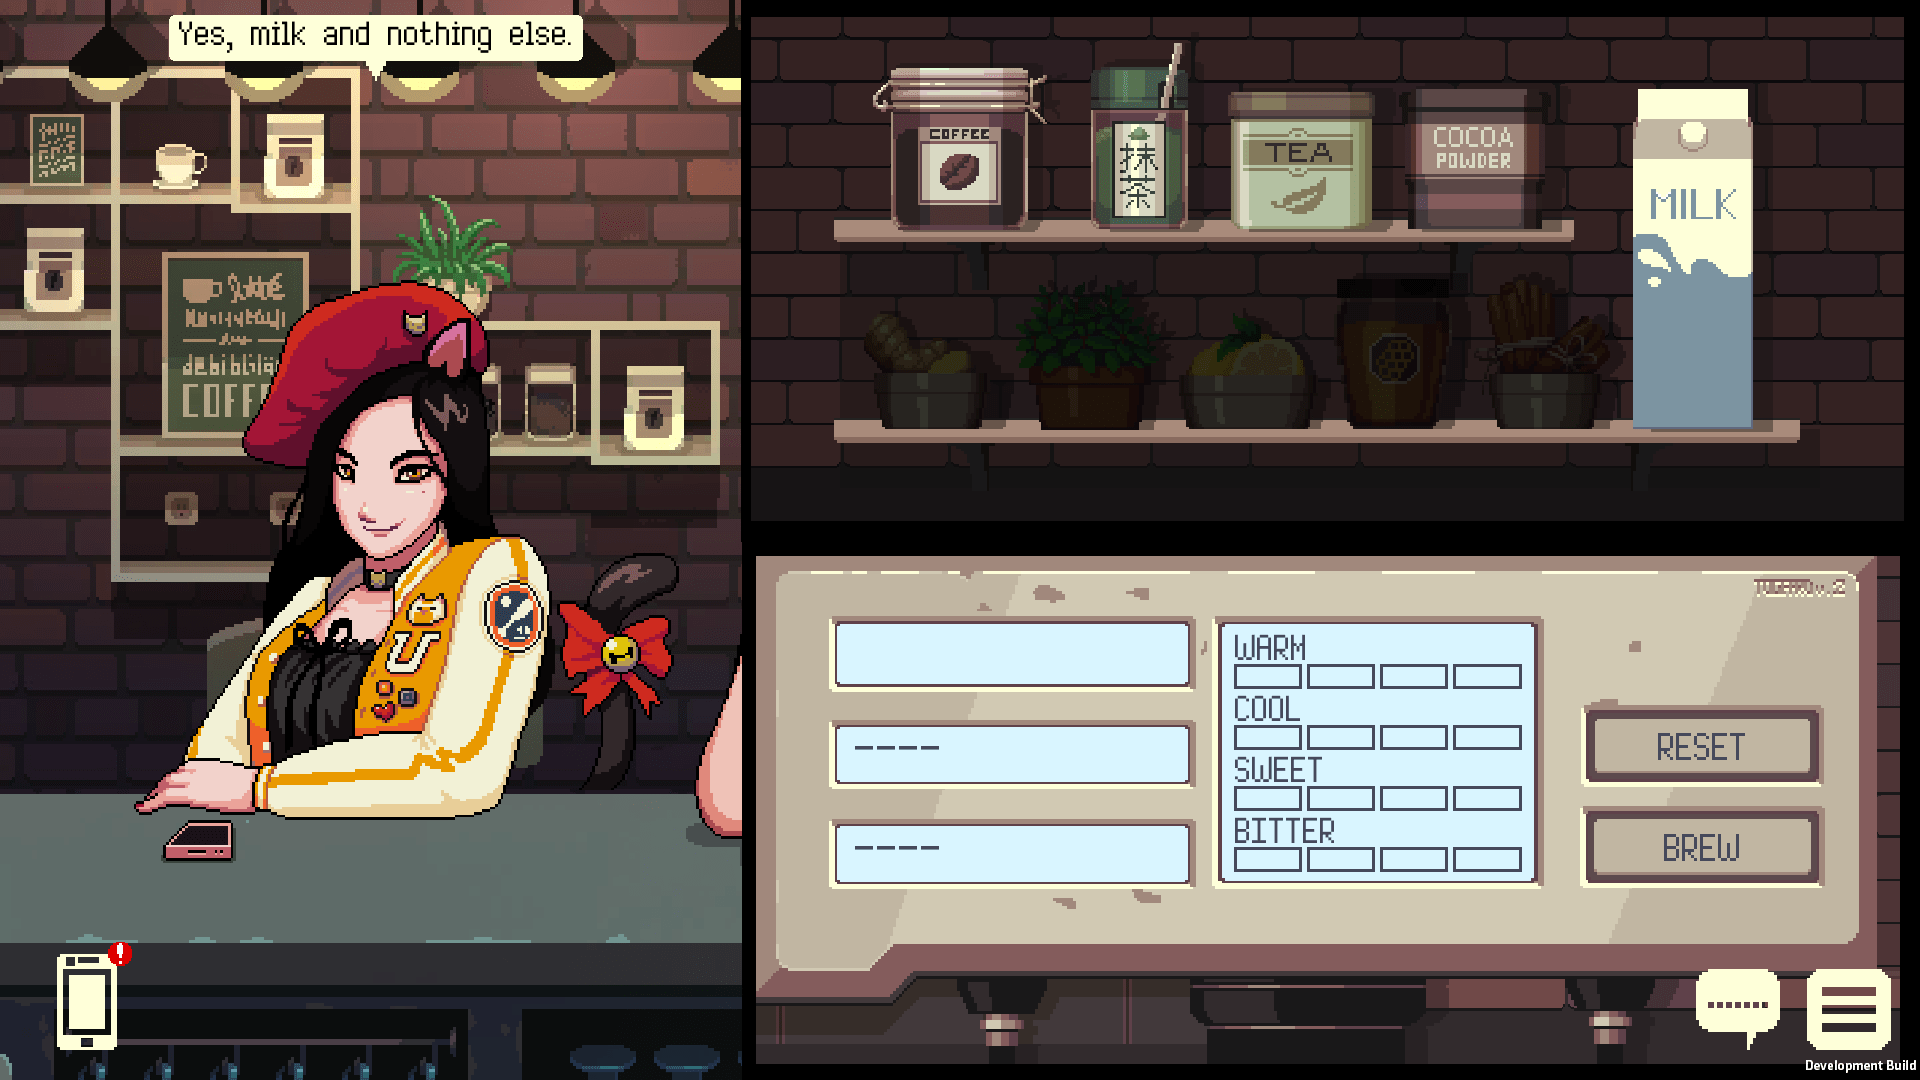 Yes, milk and nothing else.
COFFEE
抹
茶
TEA
COCOA
POWDER
MILK
COFF
U
----
----
WARM
COOL
SWEET
BITTER
RESET
BREW
Development Build